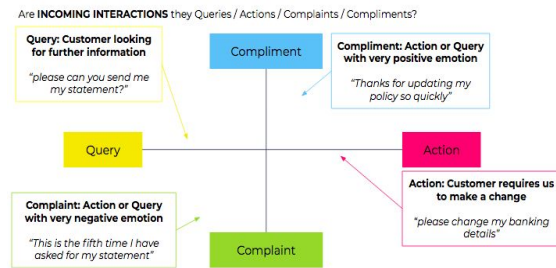 Are INCOMING INTERACTIONS they Queries / Actions / Complaints / Compliments?
Query: Customer looking
for further information
"please can you send me
my statement?"
Compliment
Compliment: Action or Query
with very positive emotion
"Thanks for updating my
policy so quickly"
Query
Action
Complaint: Action or Query
with very negative emotion
"This is the fifth time I have
asked for my statement"
Complaint
Action: Customer requires us
to make a change
"please change my banking
details"